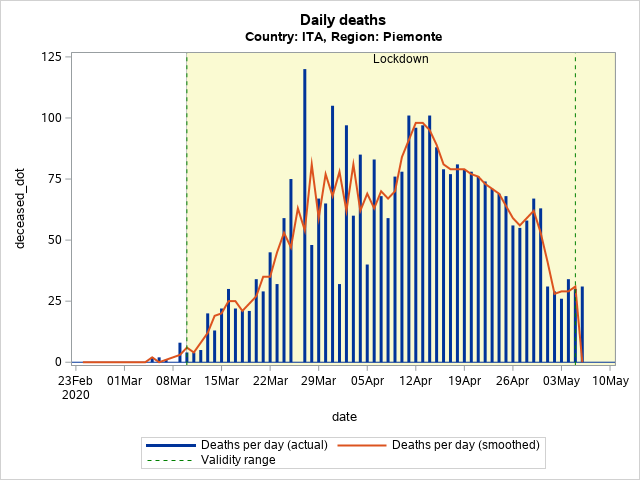 Daily deaths
Country: ITA, Region: Piemonte
Lockdown
125
100
75
50
25
0
deceased_dot
23Feb 01Mar 08Mar 15Mar 22Mar 29Mar 05Apr 12Apr 19Apr 26Apr 03May 10May
2020
date
Deaths per day (actual) Deaths per day (smoothed)
Validity range